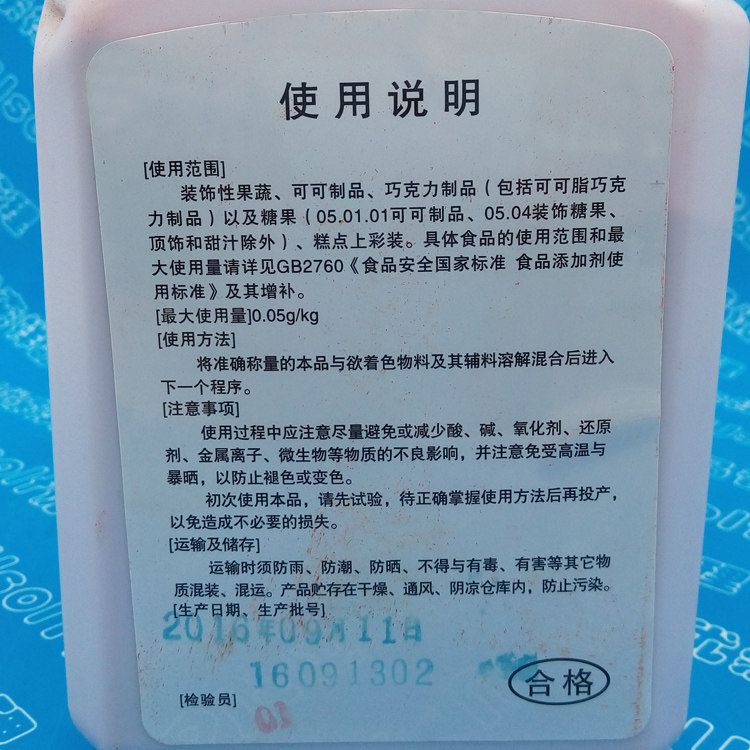 使用说明
[使用范围]
装饰性果蔬、可可制品、巧克力制品（包括可可脂巧克
力制品）以及糖果（05.01.01可可制品、05.04装饰糖果、
顶饰和甜汁除外）、糕点上彩装。具体食品的使用范围和最
大使用量请详见GB2760《食品安全国家标准 食品添加剂使
用标准》及其增补。
[最大使用量]0.05g/kg
[使用方法]
将准确称量的本品与欲着色物料及其辅料溶解混合后进入
下一个程序。
[注意事项]
使用过程中应注意尽量避免或减少酸、碱、氧化剂、还原
剂、金属离子、微生物等物质的不良影响，并注意免受高温与
暴晒，以防止褪色或变色。
初次使用本品，请先试验，待正确掌握使用方法后再投产，
以免造成不必要的损失。
[运输及储存]
运输时须防雨、防潮、防晒、不得与有毒、有害等其它物
质混装、混运。产品贮存在干燥、通风、阴凉仓库内，防止污染。
[生产日期、生产批号]
2016年09月11日
16091302
合格
[检验员]
01